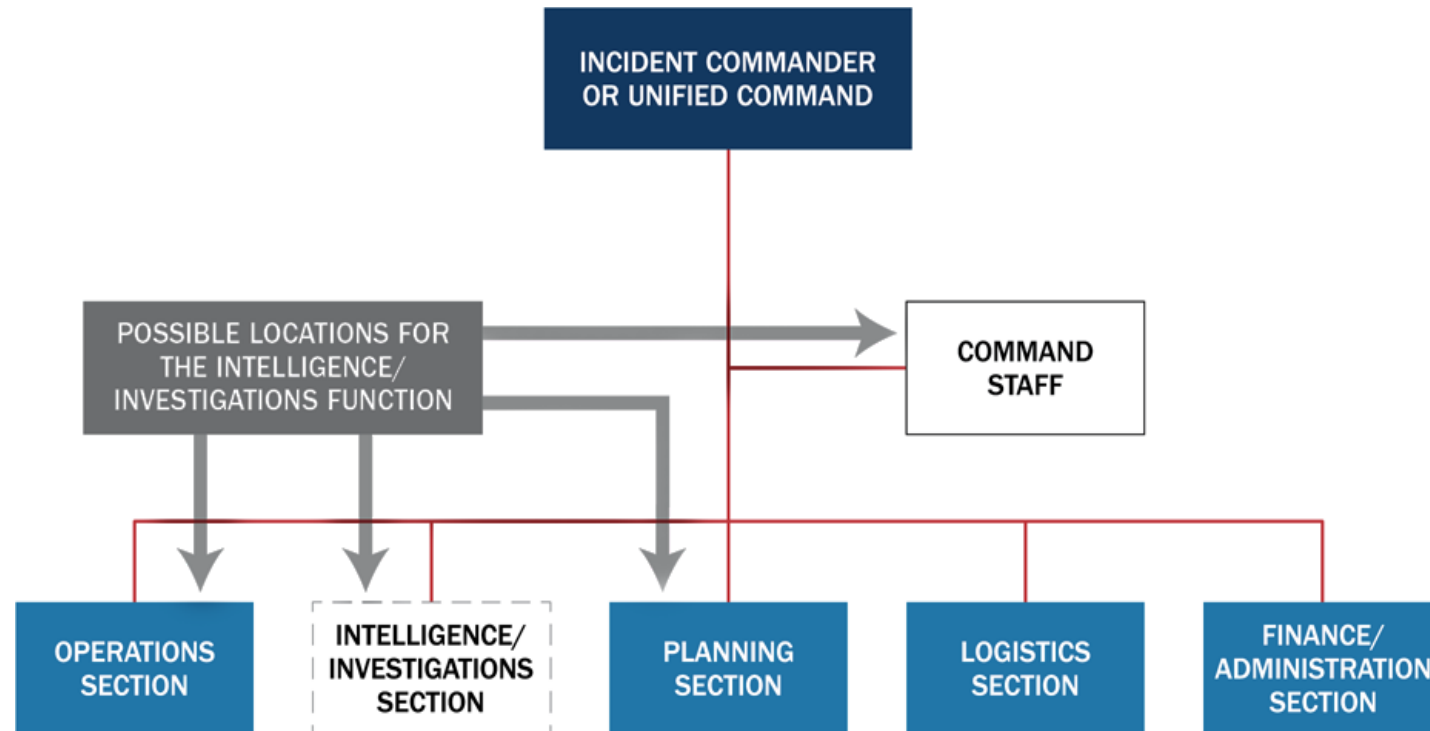 INCIDENT COMMANDER
OR UNIFIED COMMAND
POSSIBLE LOCATIONS FOR
THE INTELLIGENCE/
INVESTIGATIONS FUNCTION
COMMAND
STAFF
OPERATIONS
SECTION
INTELLIGENCE/
INVESTIGATIONS
SECTION
PLANNING
SECTION
LOGISTICS
SECTION
FINANCE/
ADMINISTRATION
SECTION